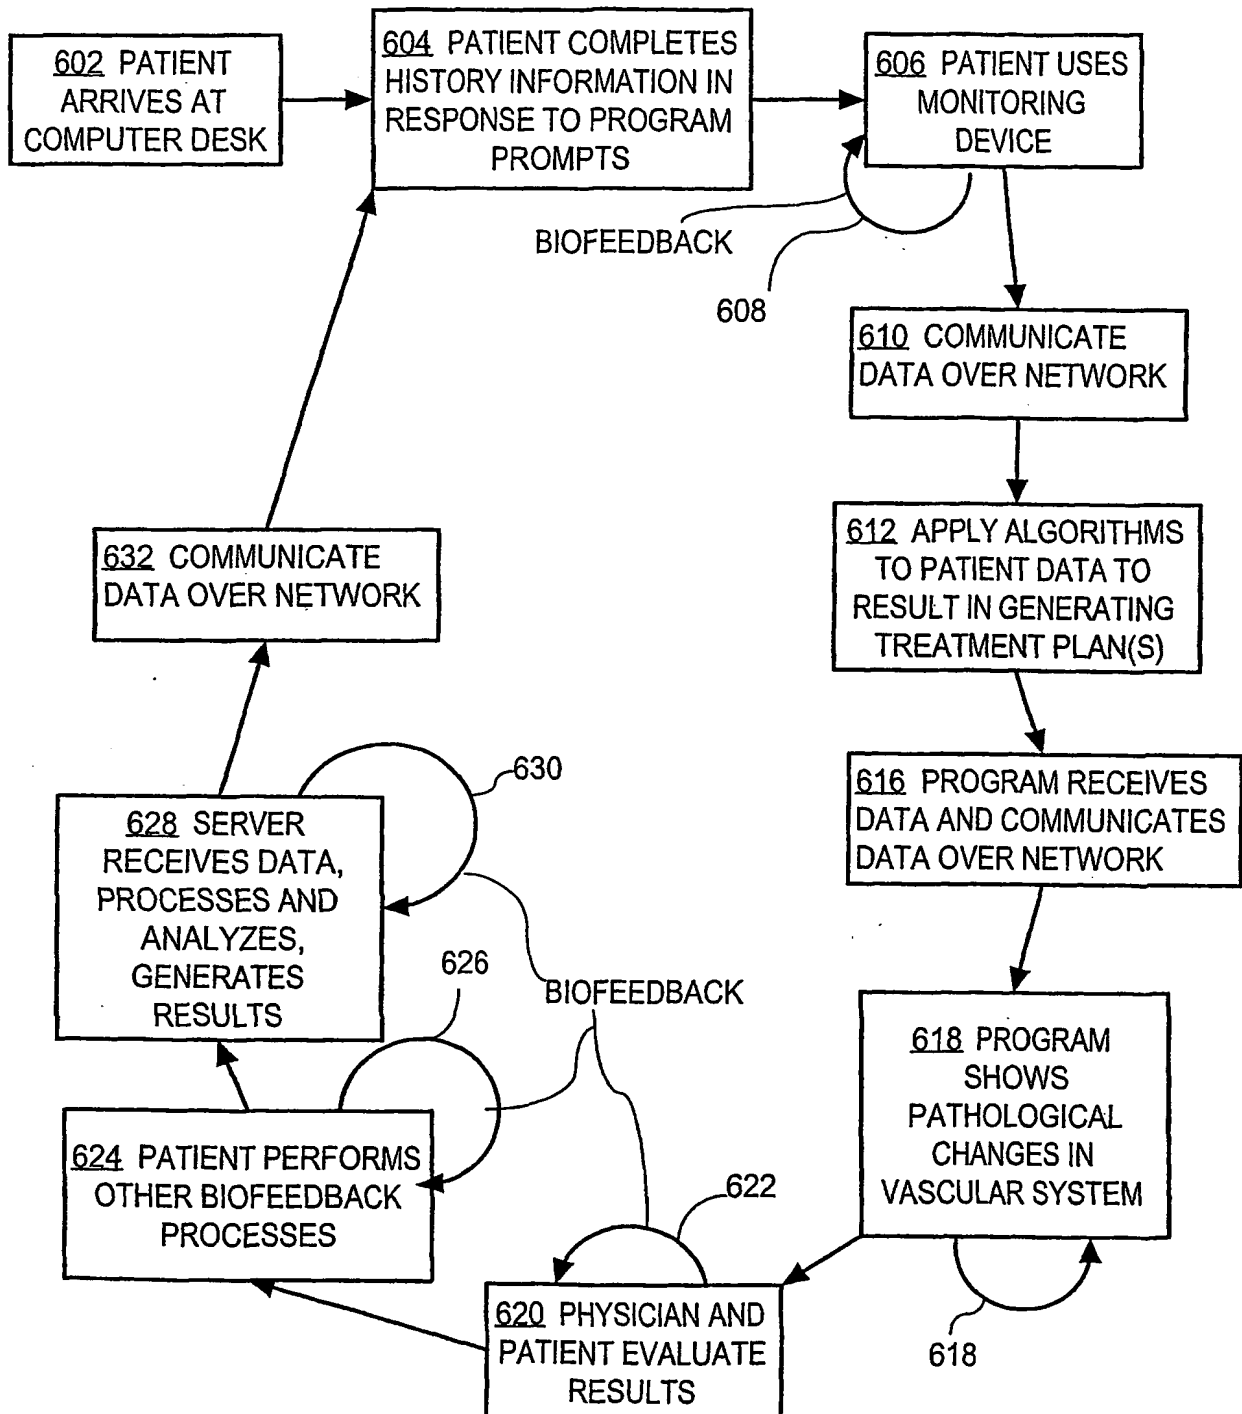 602 PATIENT
ARRIVES AT
COMPUTER DESK
604 PATIENT COMPLETES
HISTORY INFORMATION IN
RESPONSE TO PROGRAM
PROMPTS
606 PATIENT USES
MONITORING
DEVICE
BIOFEEDBACK
608
610 COMMUNICATE
DATA OVER NETWORK
612 APPLY ALGORITHMS
TO PATIENT DATA TO
RESULT IN GENERATING
TREATMENT PLAN(S)
616 PROGRAM RECEIVES
DATA AND COMMUNICATES
DATA OVER NETWORK
618 PROGRAM
SHOWS
PATHOLOGICAL
CHANGES IN
VASCULAR SYSTEM
618
620 PHYSICIAN AND
PATIENT EVALUATE
RESULTS
622
BIOFEEDBACK
624 PATIENT PERFORMS
OTHER BIOFEEDBACK
PROCESSES
626
628 SERVER
RECEIVES DATA,
PROCESSES AND
ANALYZES,
GENERATES
RESULTS
630
632 COMMUNICATE
DATA OVER NETWORK